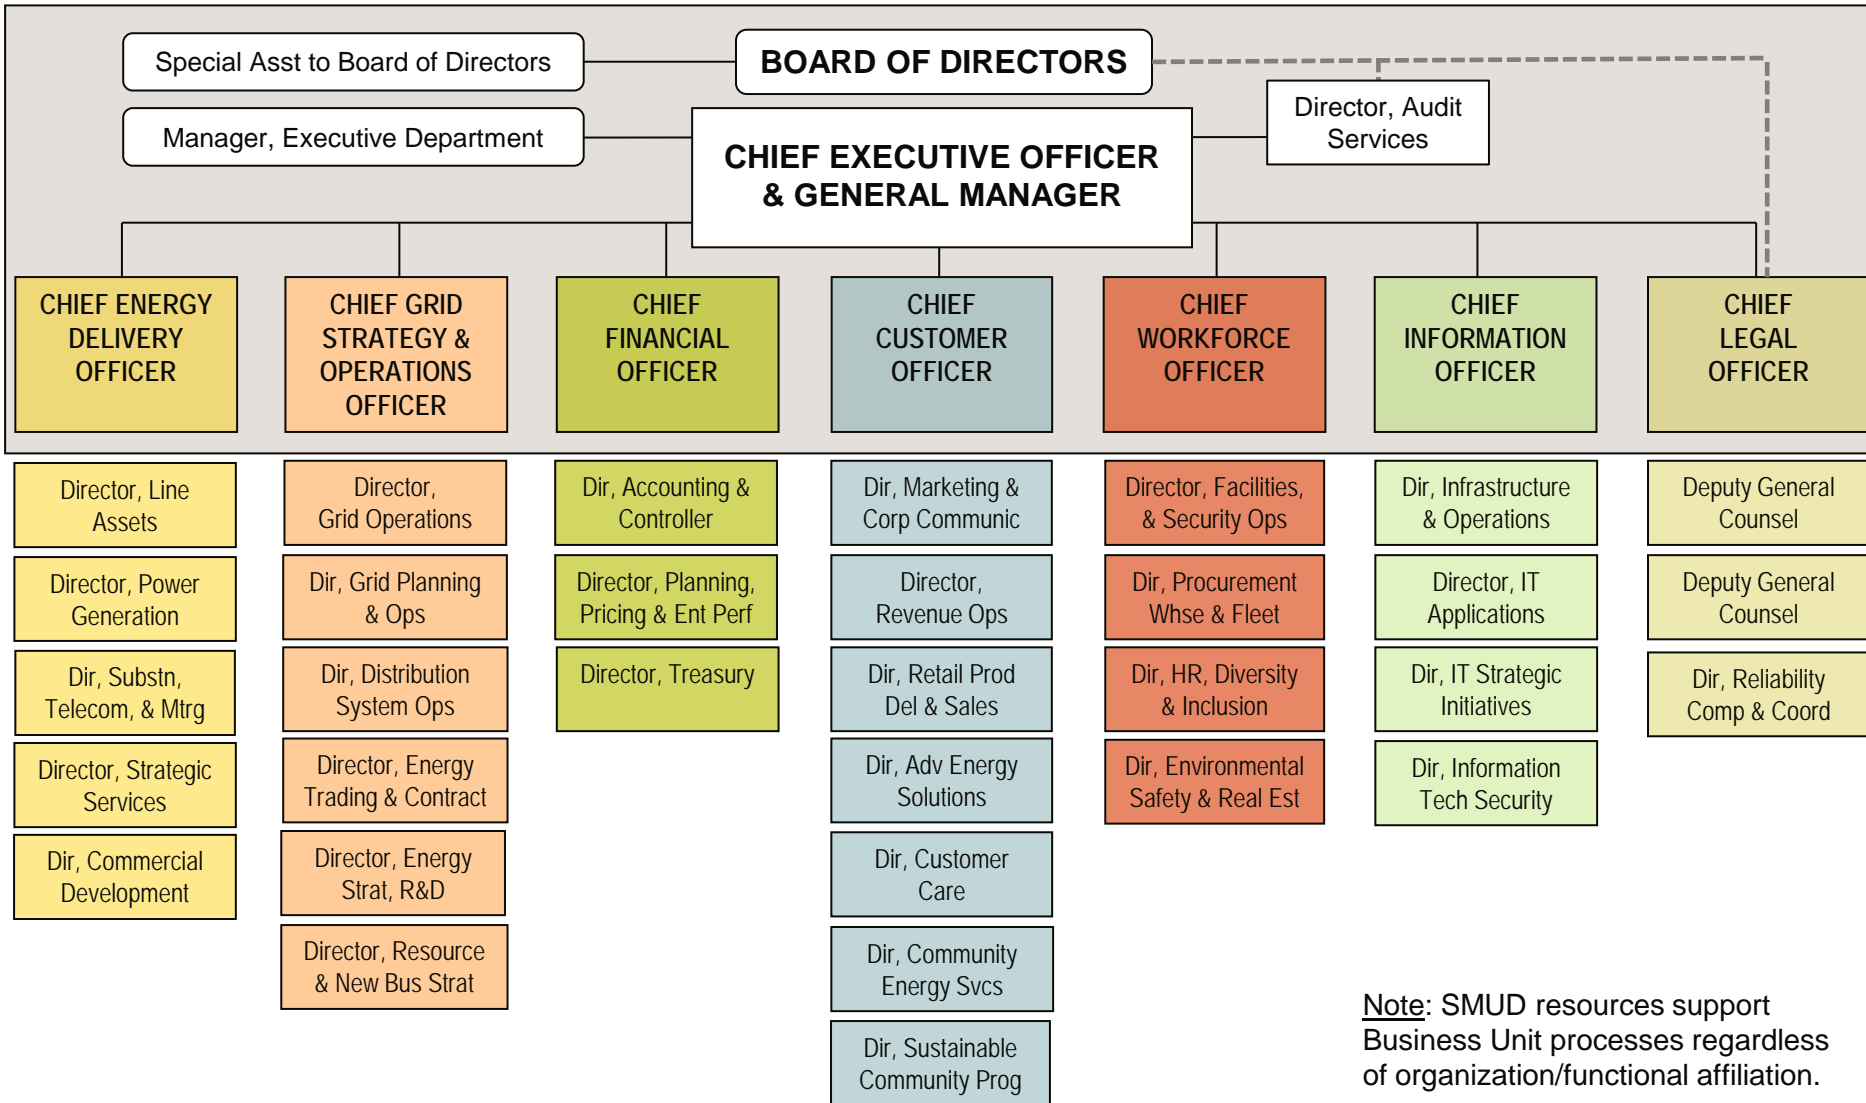 Special Asst to Board of Directors
BOARD OF DIRECTORS
Manager, Executive Department
Director, Audit
Services
CHIEF EXECUTIVE OFFICER
& GENERAL MANAGER
CHIEF ENERGY
DELIVERY
OFFICER
CHIEF GRID
STRATEGY &
OPERATIONS
OFFICER
CHIEF
FINANCIAL
OFFICER
CHIEF
CUSTOMER
OFFICER
CHIEF
WORKFORCE
OFFICER
CHIEF
INFORMATION
OFFICER
CHIEF
LEGAL
OFFICER
Director, Line
Assets
Director, Power
Generation
Dir, Substn,
Telecom, & Mtrg
Director, Strategic
Services
Dir, Commercial
Development
Director,
Grid Operations
Dir, Grid Planning
& Ops
Dir, Distribution
System Ops
Director, Energy
Trading & Contract
Director, Energy
Strat, R&D
Director, Resource
& New Bus Strat
Dir, Accounting &
Controller
Director, Planning,
Pricing & Ent Perf
Director, Treasury
Dir, Marketing &
Corp Communic
Director,
Revenue Ops
Dir, Retail Prod
Del & Sales
Dir, Adv Energy
Solutions
Dir, Customer
Care
Dir, Community
Energy Svcs
Dir, Sustainable
Community Prog
Director, Facilities,
& Security Ops
Dir, Procurement
Whse & Fleet
Dir, HR, Diversity
& Inclusion
Dir, Environmental
Safety & Real Est
Dir, Infrastructure
& Operations
Director, IT
Applications
Dir, IT Strategic
Initiatives
Dir, Information
Tech Security
Deputy General
Counsel
Deputy General
Counsel
Dir, Reliability
Comp & Coord
Note: SMUD resources support
Business Unit processes regardless
of organization/functional affiliation.